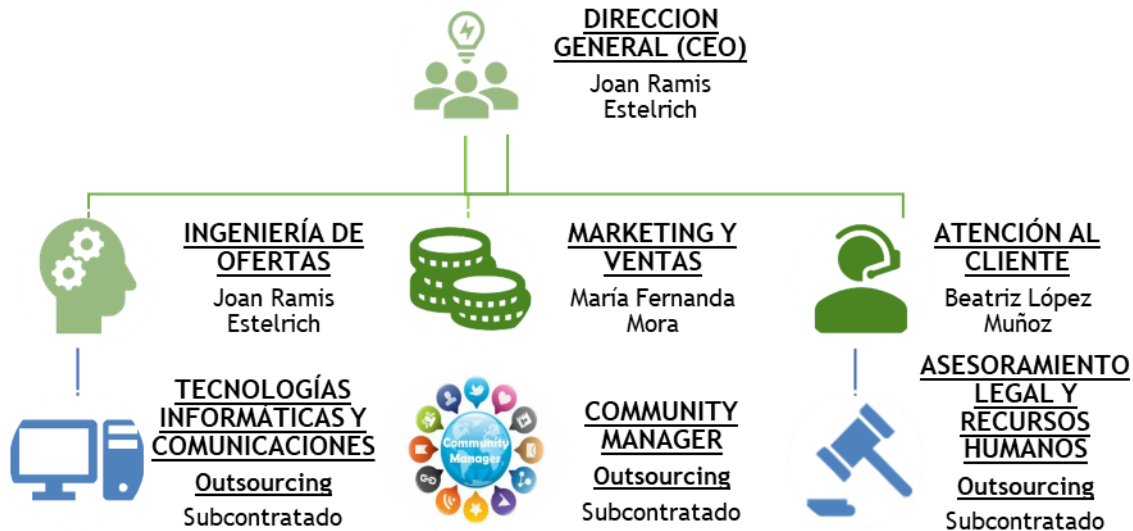 DIRECCION
GENERAL (CEO)
Joan Ramis
Estelrich
INGENIERÍA DE
OFERTAS
Joan Ramis
Estelrich
MARKETING Y
VENTAS
María Fernanda
Mora
ATENCIÓN AL
CLIENTE
Beatriz López
Muñoz
TECNOLOGÍAS
INFORMÁTICAS Y
COMUNICACIONES
Outsourcing
Subcontratado
Community
Manager
COMMUNITY
MANAGER
Outsourcing
Subcontratado
ASESORAMIENTO
LEGAL Y
RECURSOS
HUMANOS
Outsourcing
Subcontratado